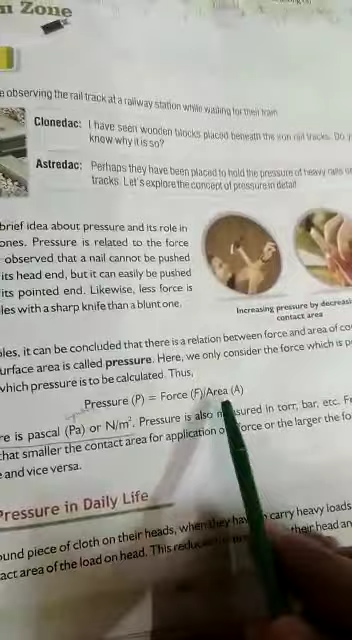 n Zone
e observing the rail track at a railway station while waiting for their train
Clonedac: I have seen wooden blocks placed beneath the iron rail tracks. Do
know why it is so?
Astredac: Perhaps they have been placed to hold the pressure of heavy rails
tracks. Let's explore the concept of pressure in detail.
brief idea about pressure and its role in
ones. Pressure is related to the force
observed that a nail cannot be pushed
its head end, but it can easily be pushed
its pointed end. Likewise, less force is
les with a sharp knife than a blunt one.
Increasing pressure by decreasi
contact area
les, it can be concluded that there is a relation between force and area of co
urface area is called pressure. Here, we only consider the force which is p
which pressure is to be calculated. Thus,
Pressure (P) = Force (F)/Area (A)
re is pascal (Pa) or N/m². Pressure is also measured in torr, bar, etc.
that smaller the contact area for application of force or the larger the fo
and vice versa.
Pressure in Daily Life
ound piece of cloth on their heads, when they have carry heavy loads
act area of the load on head. This reduces their head an